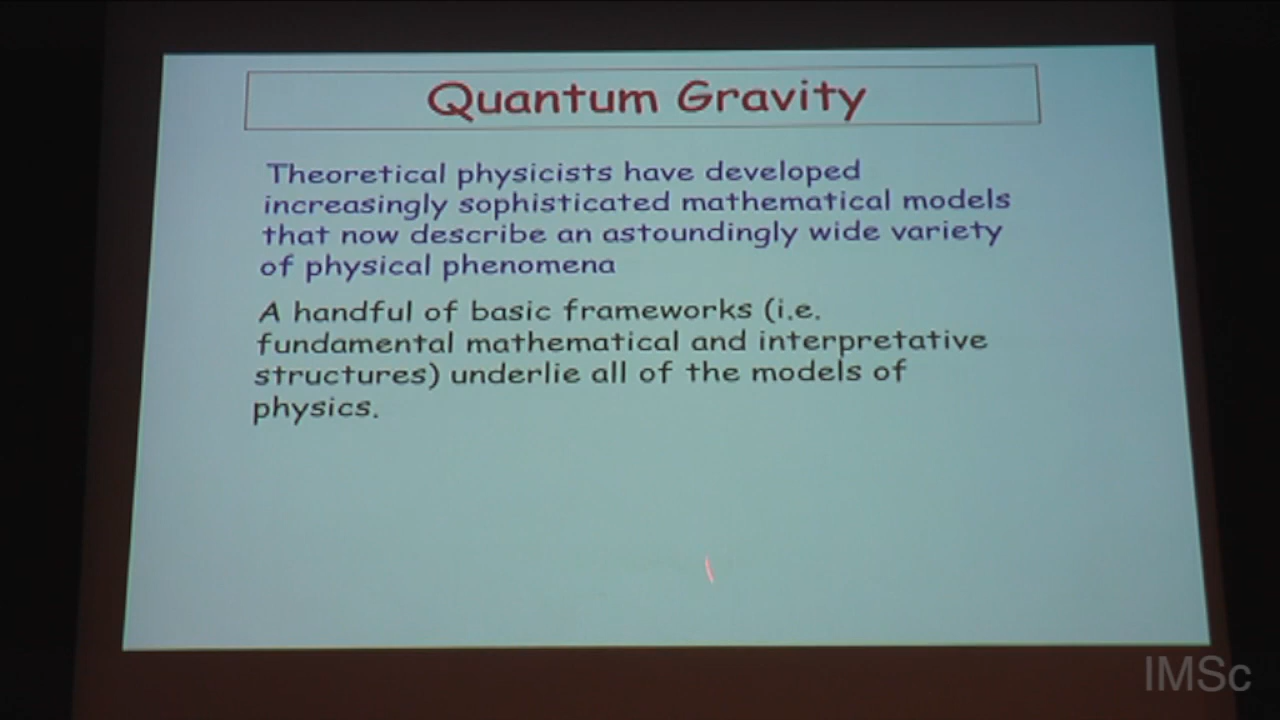 Quantum Gravity
Theoretical physicists have developed
increasingly sophisticated mathematical models
that now describe an astoundingly wide variety
of physical phenomena
A handful of basic frameworks (i.e.
fundamental mathematical and interpretative
structures) underlie all of the models of
physics.
IMSc